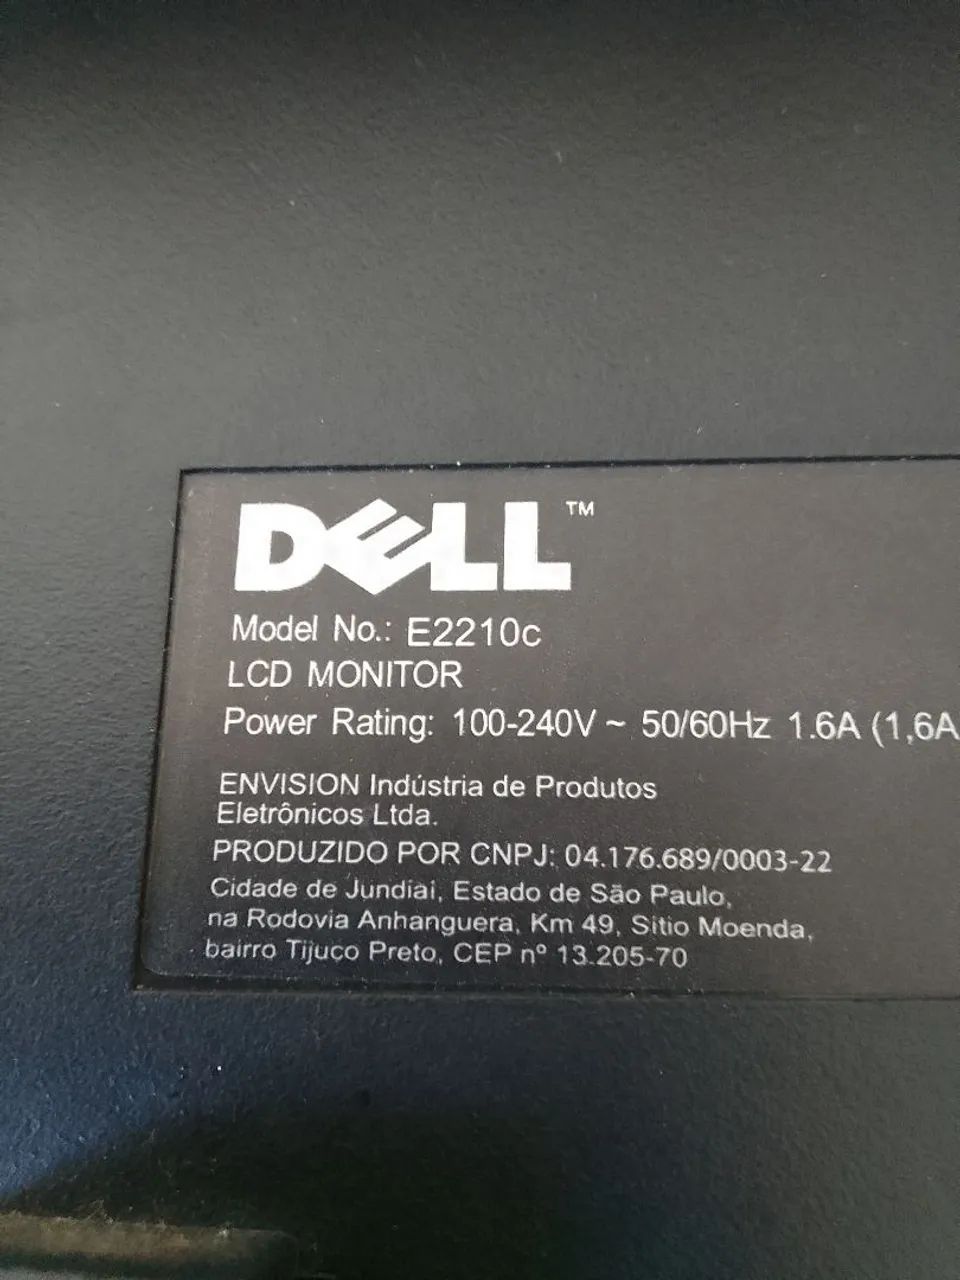 DELL™
Model No.: E2210c
LCD MONITOR
Power Rating: 100-240V ~ 50/60Hz 1.6A (1,6A
ENVISION Indústria de Produtos
Eletrônicos Ltda.
PRODUZIDO POR CNPJ: 04.176.689/0003-22
Cidade de Jundiaí, Estado de São Paulo,
na Rodovia Anhanguera, Km 49, Sitio Moenda,
bairro Tijuco Preto, CEP nº 13.205-70